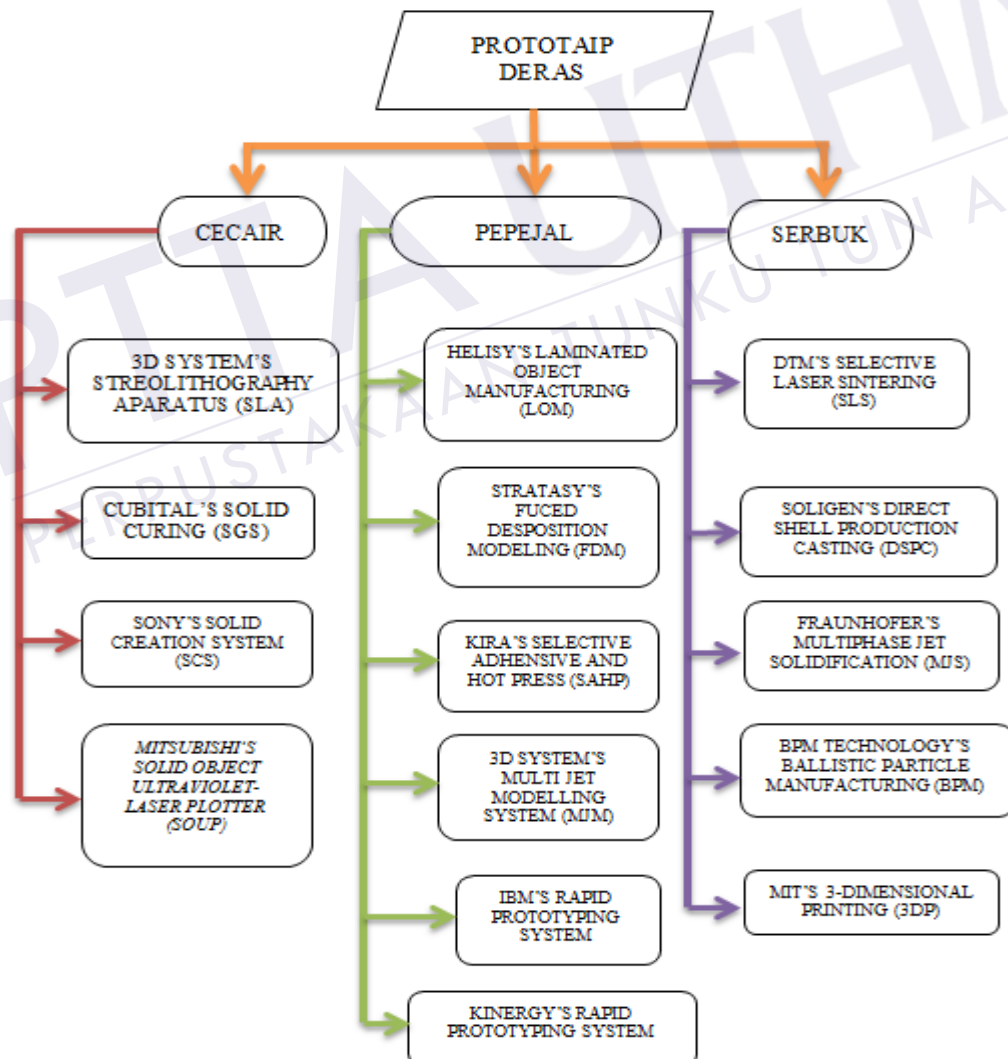 PROTOTAIP
DERAS
CECAIR
3D SYSTEM'S
STREOLITHOGRAPHY
APARATUS (SLA)
CUBITAL'S SOLID
CURING (SGS)
SONY'S SOLID
CREATION SYSTEM
(SCS)
MITSUBISHI'S
SOLID OBJECT
ULTRAVIOLET-
LASER PLOTTER
(SOUP)
PEPEJAL
HELISY'S LAMINATED
OBJECT
MANUFACTURING
(LOM)
STRATASY'S
FUCED
DESPOSITION
MODELING (FDM)
KIRA'S SELECTIVE
ADHENSIVE AND
HOT PRESS (SAHP)
3D SYSTEM'S
MULTI JET
MODELLING
SYSTEM (MJM)
IBM'S RAPID
PROTOTYPING
SYSTEM
KINERGY'S RAPID
PROTOTYPING SYSTEM
SERBUK
DTM'S SELECTIVE
LASER SINTERING
(SLS)
SOLIGEN'S DIRECT
SHELL PRODUCTION
CASTING (DSPC)
FRAUNHOFER'S
MULTIPHASE JET
SOLIDIFICATION (MJS)
BPM TECHNOLOGY'S
BALLISTIC PARTICLE
MANUFACTURING (BPM)
MIT'S 3-DIMENSIONAL
PRINTING (3DP)
PTTA UTHM
PERPUSTAKAAN TUNKU TUN A